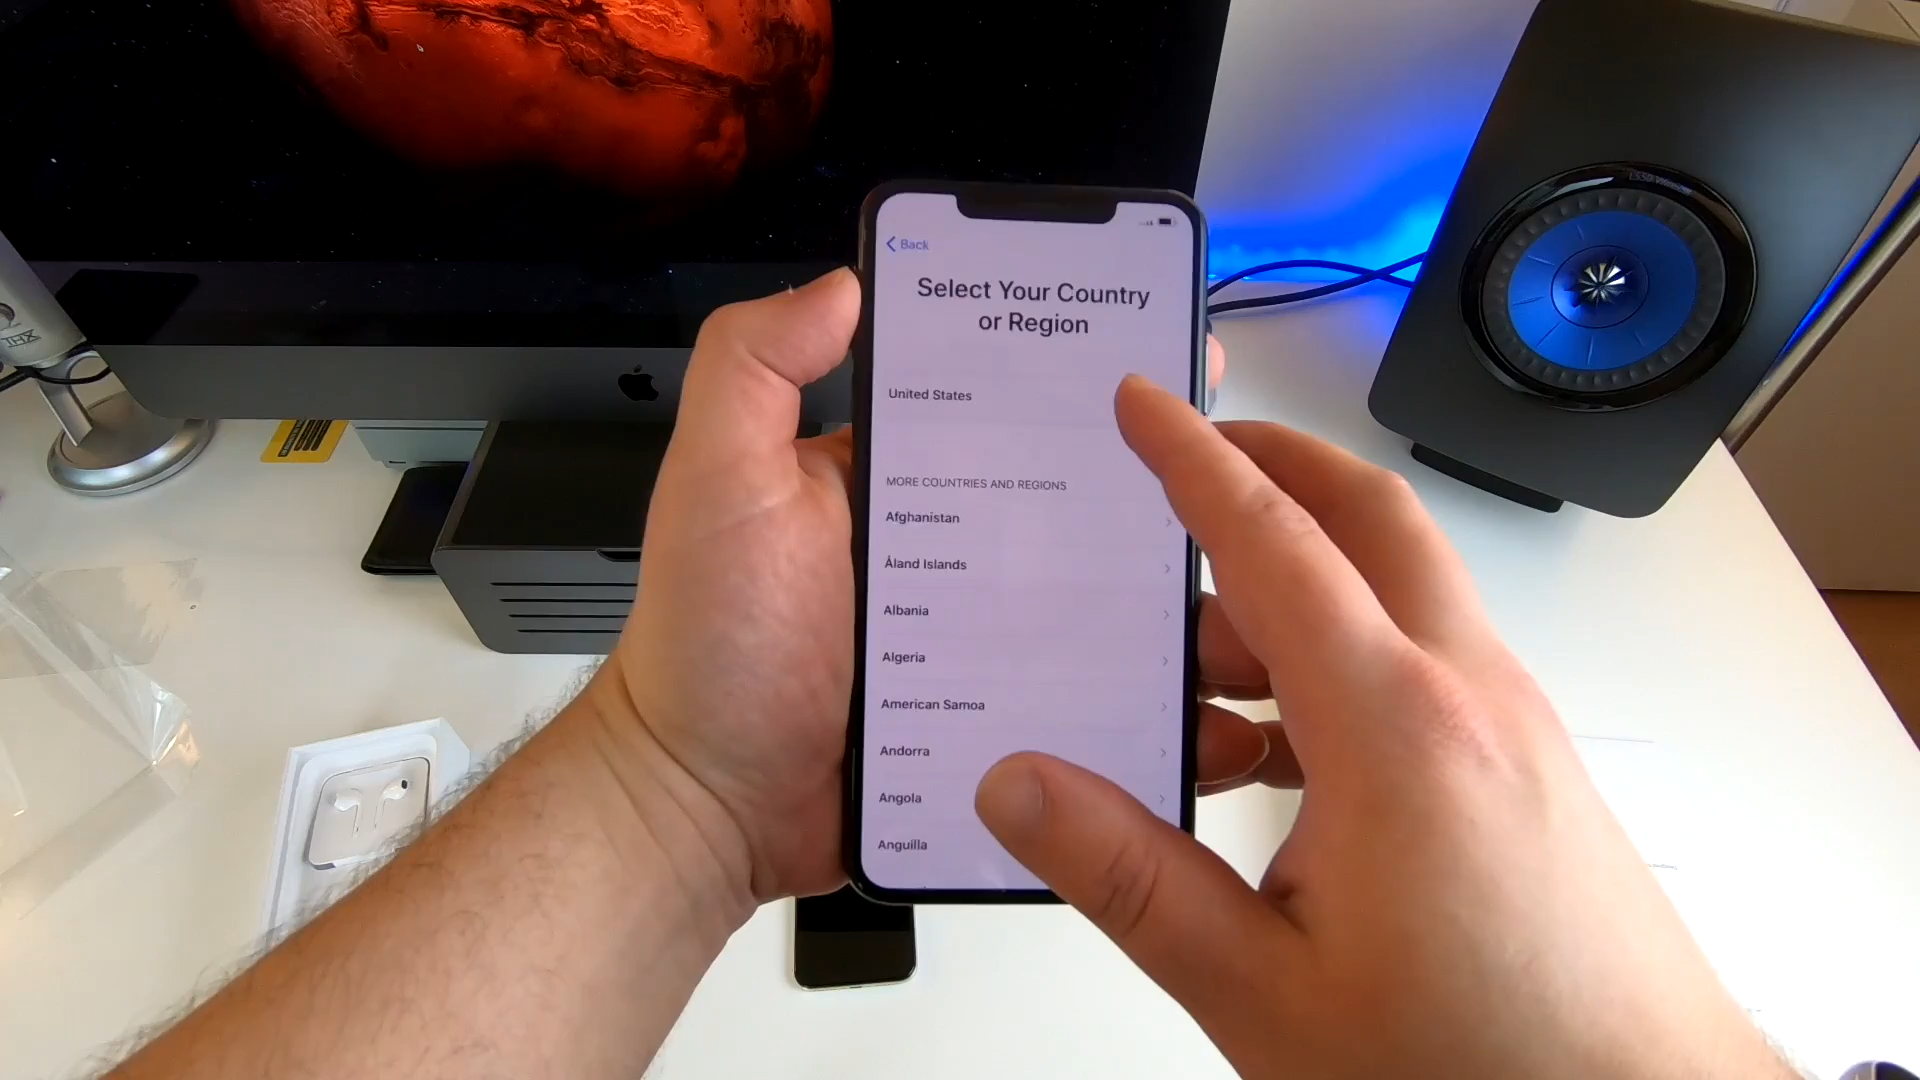 Back
Select Your Country
or Region
United States
MORE COUNTRIES AND REGIONS
Afghanistan
Åland Islands
Albania
Algeria
American Samoa
Andorra
Angola
Anguilla
THX